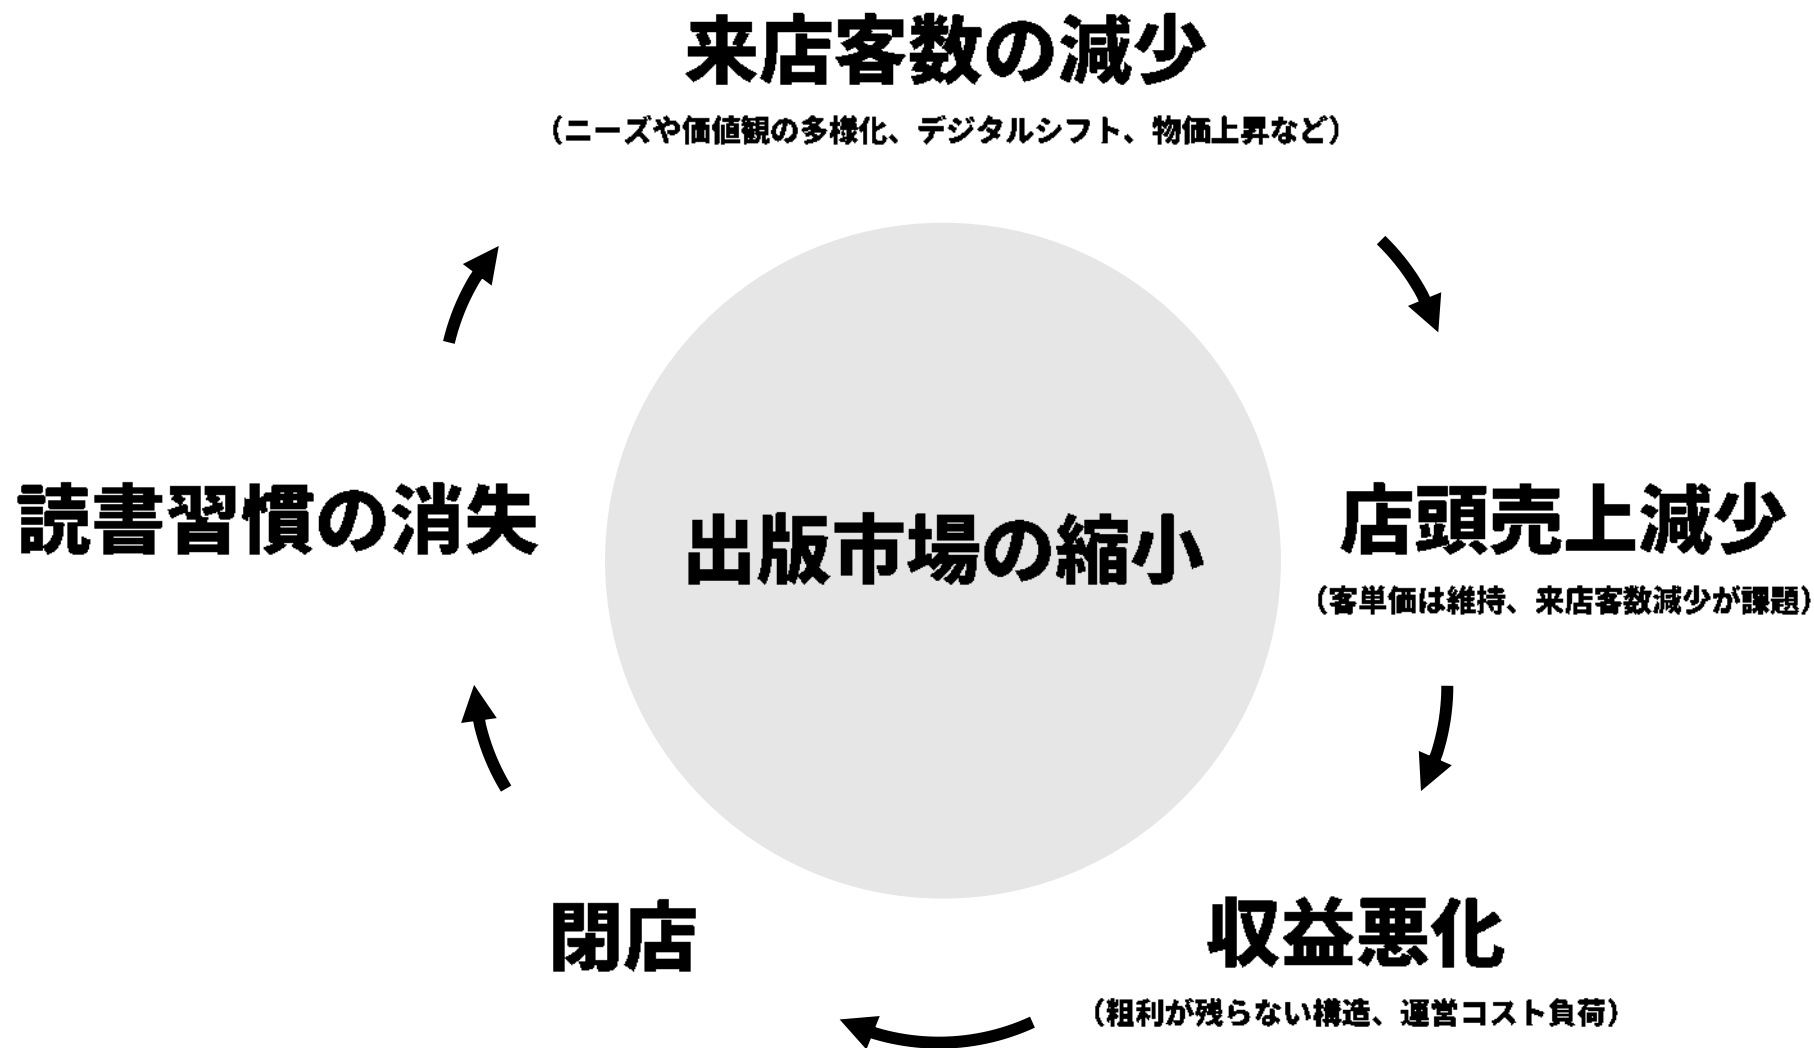 来店客数の減少
（ニーズや価値観の多様化、デジタルシフト、物価上昇など）
読書習慣の消失
出版市場の縮小
店頭売上減少
（客単価は維持、来店客数減少が課題）
閉店
収益悪化
（粗利が残らない構造、運営コスト負荷）